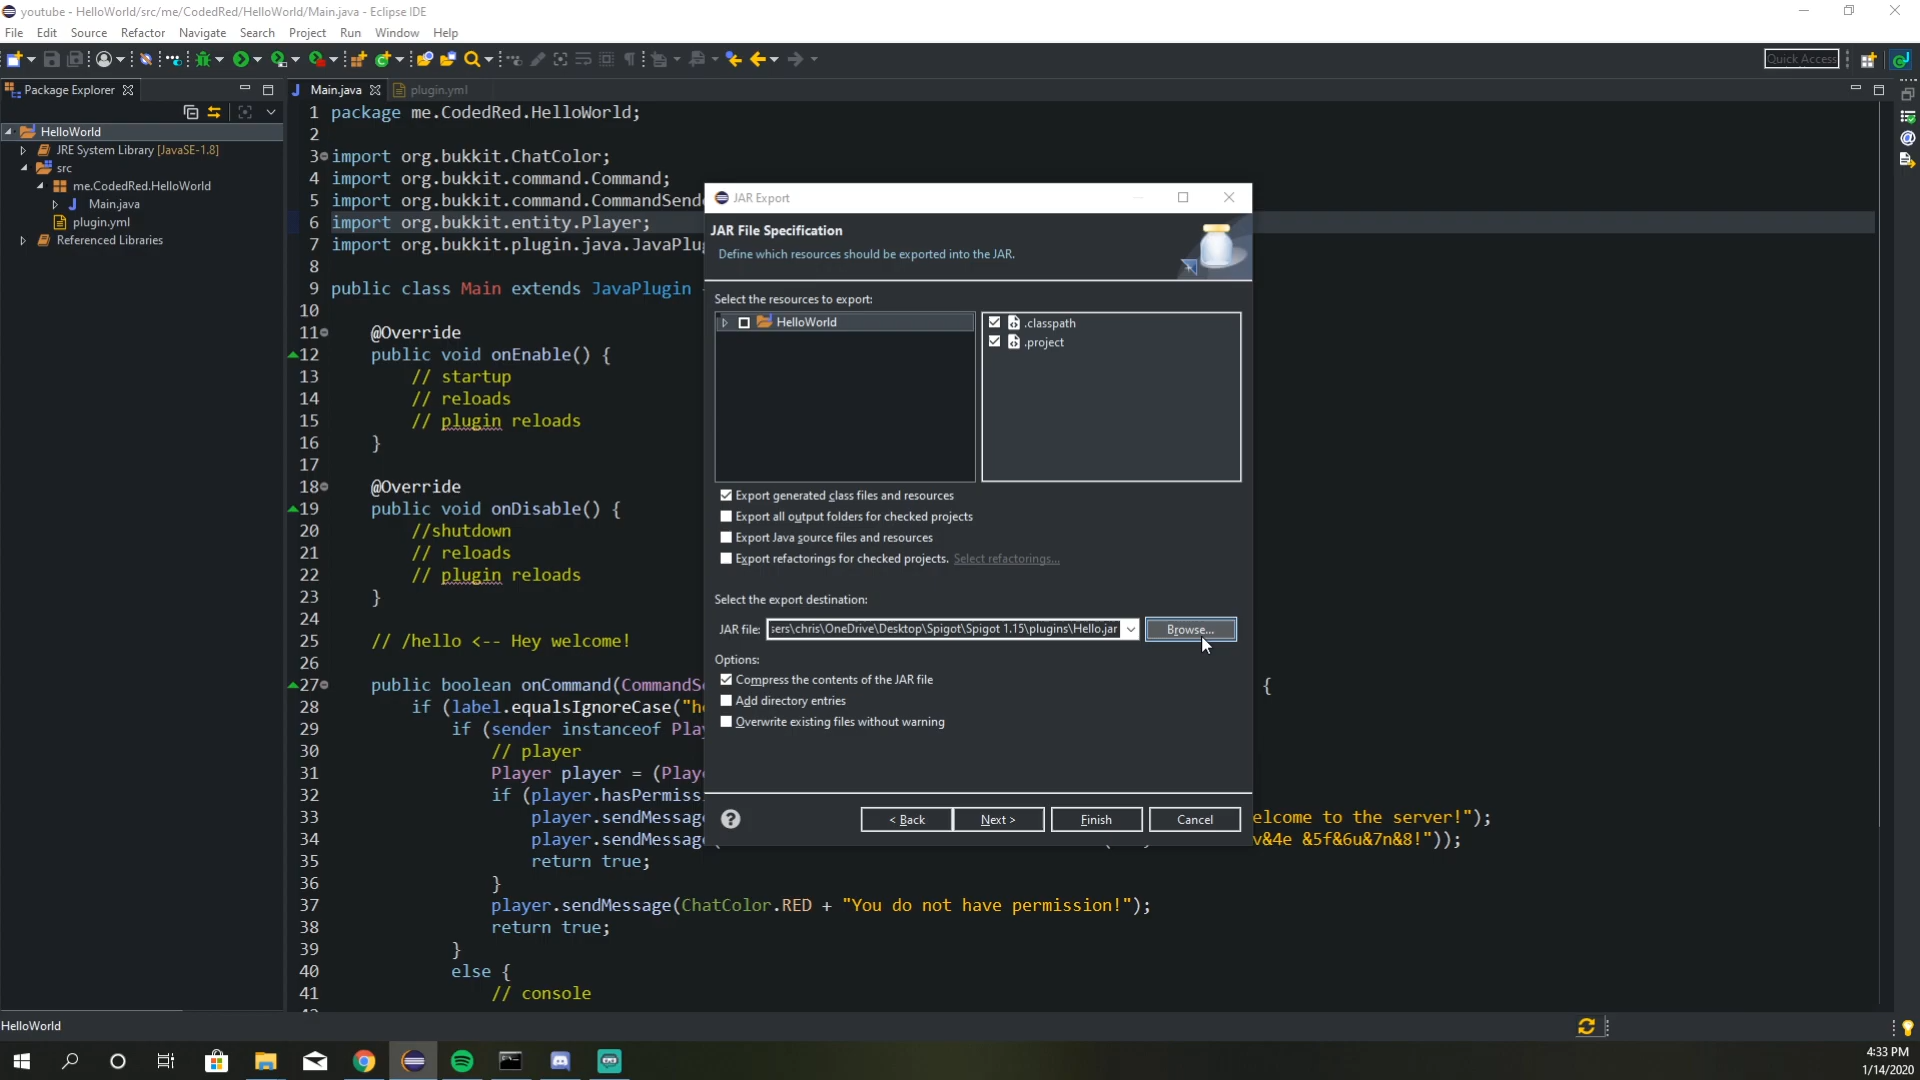 youtube - HelloWorld/src/me/CodedRed/HelloWorld/Main.java - Eclipse IDE
File Edit Source Refactor Navigate Search Project Run Window Help
Quick Access
Package Explorer
Main.java
plugin.yml
HelloWorld
JRE System Library [JavaSE-1.8]
src
me.CodedRed.HelloWorld
Main.java
plugin.yml
Referenced Libraries
1 package me.CodedRed.HelloWorld;
2
3 import org.bukkit.ChatColor;
4 import org.bukkit.command.Command;
5 import org.bukkit.command.CommandSend
6 import org.bukkit.entity.Player;
7 import org.bukkit.plugin.java.JavaPlug
8
9 public class Main extends JavaPlugin
10
11 @Override
12 public void onEnable() {
13 // startup
14 // reloads
15 // plugin reloads
16 }
17
18 @Override
19 public void onDisable() {
20 //shutdown
21 // reloads
22 // plugin reloads
23 }
24
25 // /hello <-- Hey welcome!
26
27 public boolean onCommand(CommandSe {
28 if (label.equalsIgnoreCase("he
29 if (sender instanceof Play
30 // player
31 Player player = (Playe
32 if (player.hasPermiss
33 player.sendMessage elcome to the server!");
34 player.sendMessage v&4e &5f&6u&7n&8!"));
35 return true;
36 }
37 player.sendMessage(ChatColor.RED + "You do not have permission!");
38 return true;
39 }
40 else {
41 // console
JAR Export
JAR File Specification
Define which resources should be exported into the JAR.
Select the resources to export:
HelloWorld
.classpath
.project
Export generated class files and resources
Export all output folders for checked projects
Export Java source files and resources
Export refactorings for checked projects. Select refactorings...
Select the export destination:
JAR file: sers\chris\OneDrive\Desktop\Spigot\Spigot 1.15\plugins\Hello.jar Browse...
Options:
Compress the contents of the JAR file
Add directory entries
Overwrite existing files without warning
< Back Next > Finish Cancel
HelloWorld
4:33 PM
1/14/2020